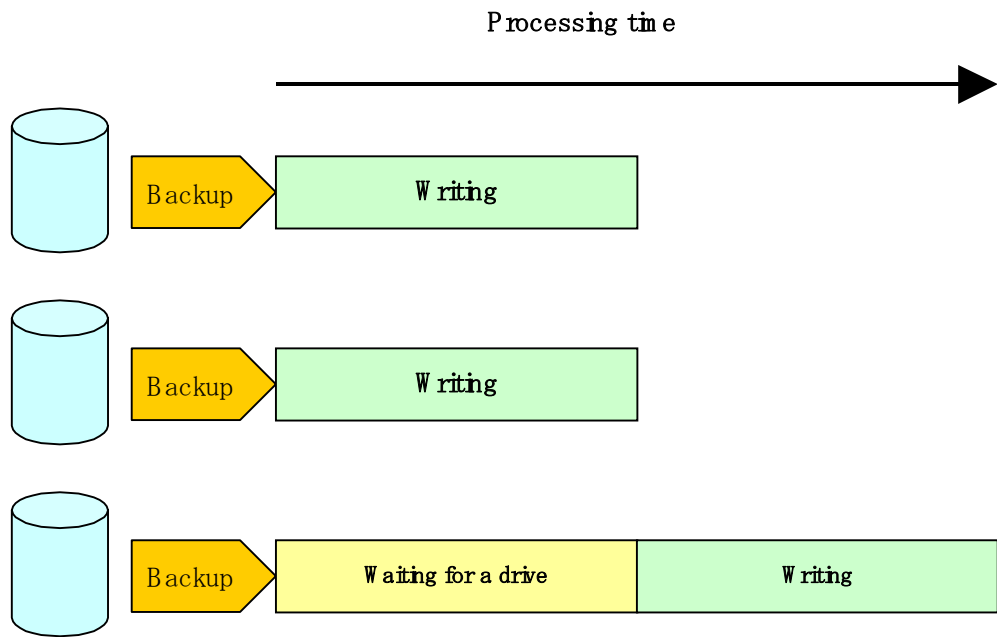 Processing time
Backup
Writing
Backup
Writing
Backup
Waiting for a drive
Writing